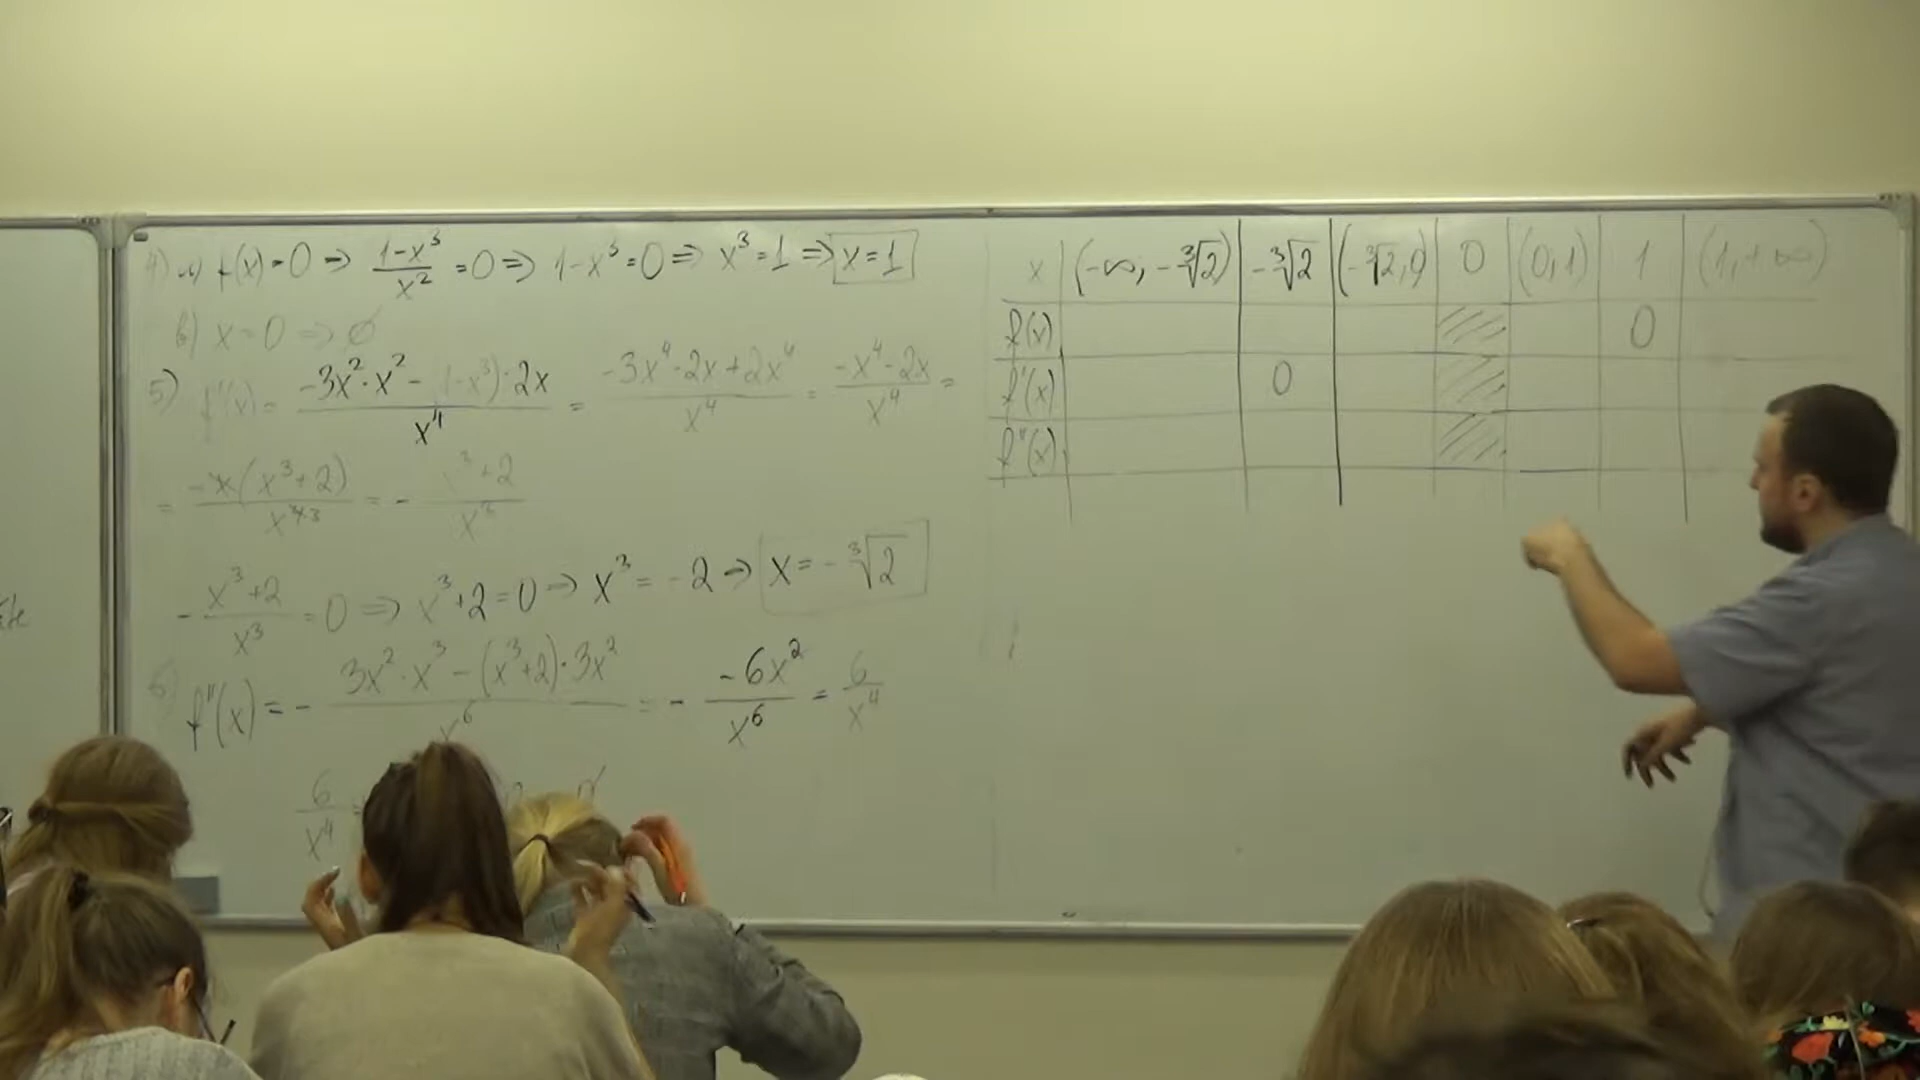 4) a) f(x)=0 ⇒ (1-x³)/x² =0 ⇒ 1-x³=0 ⇒ x³=1 ⇒ x=1
b) x=0 ⇒ ∅
5) f''(x)= (-3x²·x² - (1-x³)·2x)/x⁴ = (-3x⁴-2x+2x⁴)/x⁴ = (-x⁴-2x)/x⁴ =
= -x(x³+2)/x⁴·³ = - (x³+2)/x³
- (x³+2)/x³ =0 ⇒ x³+2=0 ⇒ x³=-2 ⇒ x=-∛2
6) f''(x)=- (3x²·x³-(x³+2)·3x²)/x⁶ = - (-6x²)/x⁶ = 6/x⁴
6/x⁴
x (-∞, -∛2) -∛2 (-∛2, 0) 0 (0,1) 1 (1,+∞)
f(x) 0
f'(x) 0
f''(x)